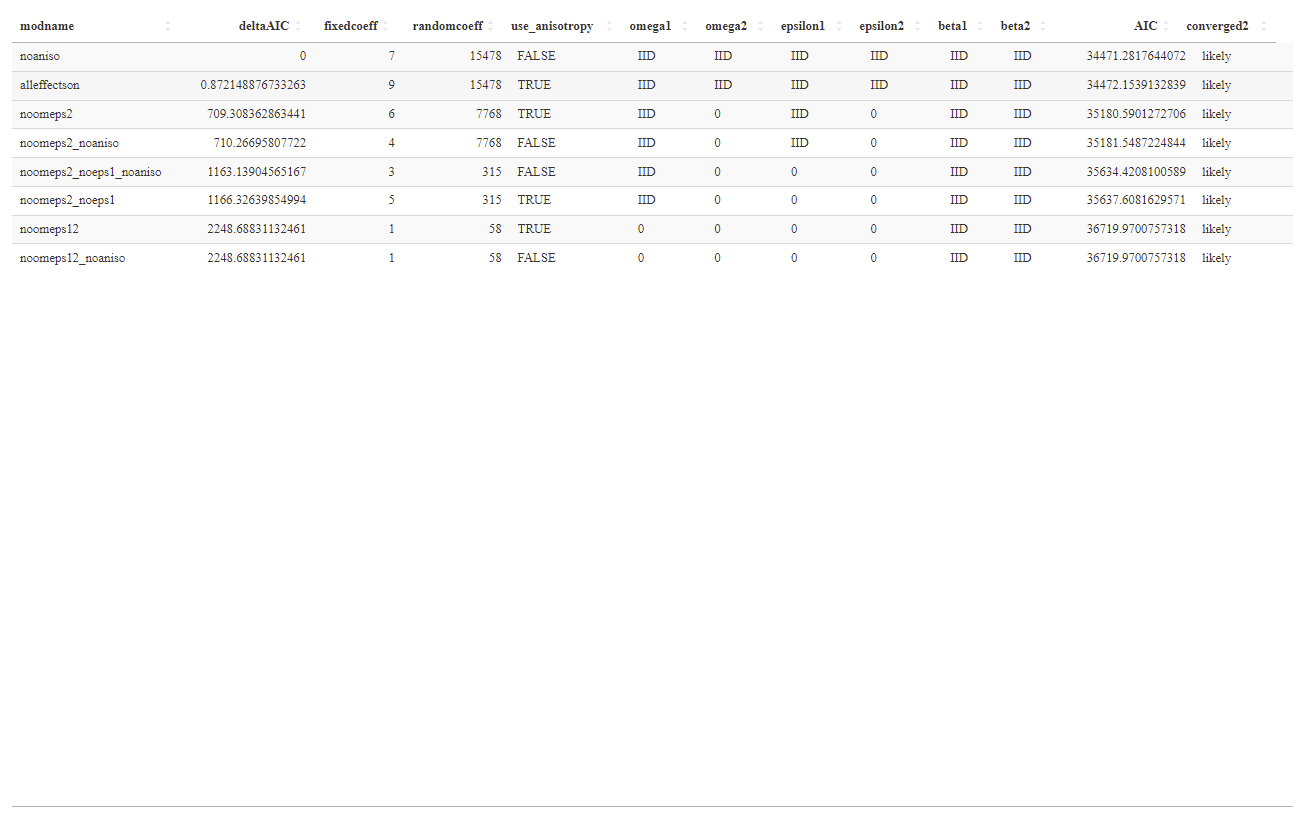 modname deltaAIC fixedcoeff randomcoeff use_anisotropy omega1 omega2 epsilon1 epsilon2 beta1 beta2 AIC converged2
noaniso 0 7 15478 FALSE IID IID IID IID IID IID 34471.2817644072 likely
alleffectson 0.872148876733263 9 15478 TRUE IID IID IID IID IID IID 34472.1539132839 likely
noomeps2 709.308362863441 6 7768 TRUE IID 0 IID 0 IID IID 35180.5901272706 likely
noomeps2_noaniso 710.26695807722 4 7768 FALSE IID 0 IID 0 IID IID 35181.5487224844 likely
noomeps2_noeps1_noaniso 1163.13904565167 3 315 FALSE IID 0 0 0 IID IID 35634.4208100589 likely
noomeps2_noeps1 1166.32639854994 5 315 TRUE IID 0 0 0 IID IID 35637.6081629571 likely
noomeps12 2248.68831132461 1 58 TRUE 0 0 0 0 IID IID 36719.9700757318 likely
noomeps12_noaniso 2248.68831132461 1 58 FALSE 0 0 0 0 IID IID 36719.9700757318 likely